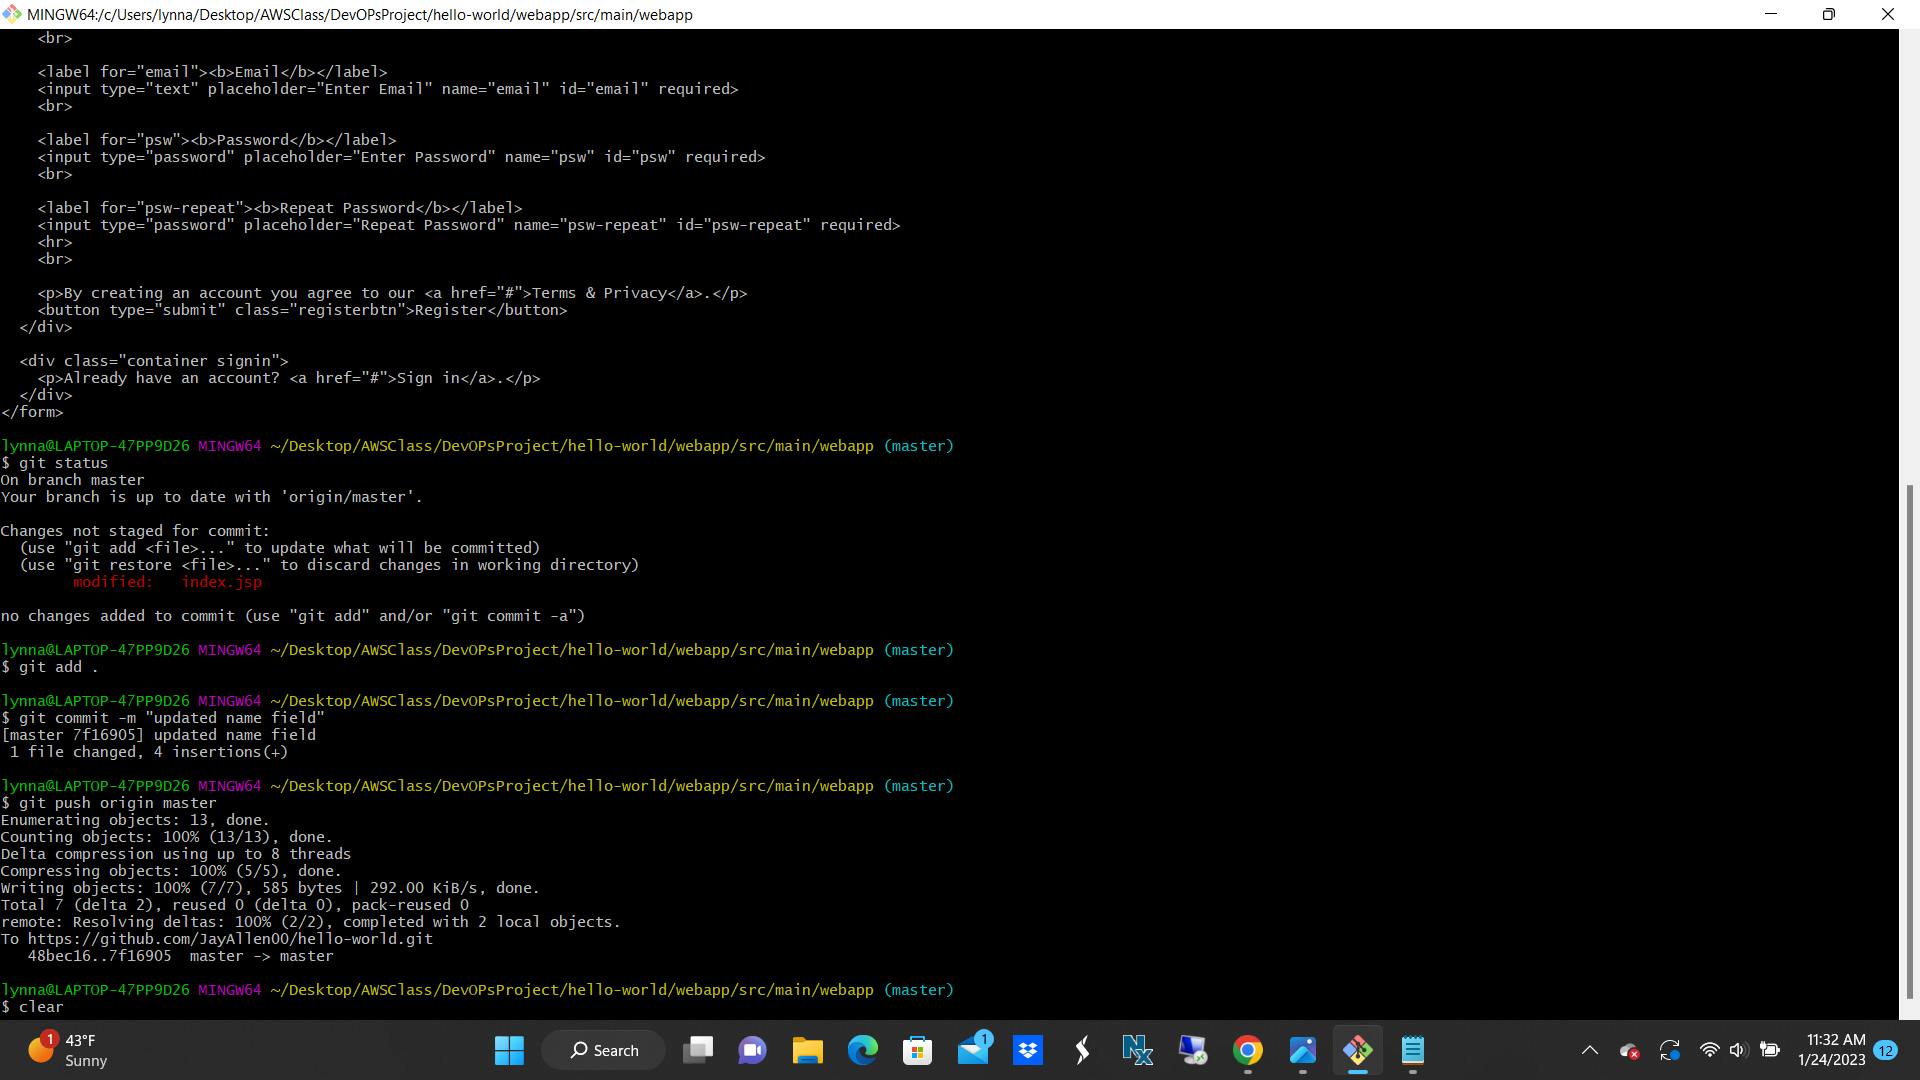 MINGW64:/c/Users/lynna/Desktop/AWSClass/DevOPsProject/hello-world/webapp/src/main/webapp
    <br>
    <label for="email"><b>Email</b></label>
    <input type="text" placeholder="Enter Email" name="email" id="email" required>
    <br>
    <label for="psw"><b>Password</b></label>
    <input type="password" placeholder="Enter Password" name="psw" id="psw" required>
    <br>
    <label for="psw-repeat"><b>Repeat Password</b></label>
    <input type="password" placeholder="Repeat Password" name="psw-repeat" id="psw-repeat" required>
    <hr>
    <br>
    <p>By creating an account you agree to our <a href="#">Terms & Privacy</a>.</p>
    <button type="submit" class="registerbtn">Register</button>
  </div>
  <div class="container signin">
    <p>Already have an account? <a href="#">Sign in</a>.</p>
  </div>
</form>
lynna@LAPTOP-47PP9D26 MINGW64 ~/Desktop/AWSClass/DevOPsProject/hello-world/webapp/src/main/webapp (master)
$ git status
On branch master
Your branch is up to date with 'origin/master'.
Changes not staged for commit:
  (use "git add <file>..." to update what will be committed)
  (use "git restore <file>..." to discard changes in working directory)
        modified:   index.jsp
no changes added to commit (use "git add" and/or "git commit -a")
lynna@LAPTOP-47PP9D26 MINGW64 ~/Desktop/AWSClass/DevOPsProject/hello-world/webapp/src/main/webapp (master)
$ git add .
lynna@LAPTOP-47PP9D26 MINGW64 ~/Desktop/AWSClass/DevOPsProject/hello-world/webapp/src/main/webapp (master)
$ git commit -m "updated name field"
[master 7f16905] updated name field
 1 file changed, 4 insertions(+)
lynna@LAPTOP-47PP9D26 MINGW64 ~/Desktop/AWSClass/DevOPsProject/hello-world/webapp/src/main/webapp (master)
$ git push origin master
Enumerating objects: 13, done.
Counting objects: 100% (13/13), done.
Delta compression using up to 8 threads
Compressing objects: 100% (5/5), done.
Writing objects: 100% (7/7), 585 bytes | 292.00 KiB/s, done.
Total 7 (delta 2), reused 0 (delta 0), pack-reused 0
remote: Resolving deltas: 100% (2/2), completed with 2 local objects.
To https://github.com/JayAllen00/hello-world.git
   48bec16..7f16905  master -> master
lynna@LAPTOP-47PP9D26 MINGW64 ~/Desktop/AWSClass/DevOPsProject/hello-world/webapp/src/main/webapp (master)
$ clear
1
43°F
Sunny
Search
1
Nx
11:32 AM
1/24/2023
12